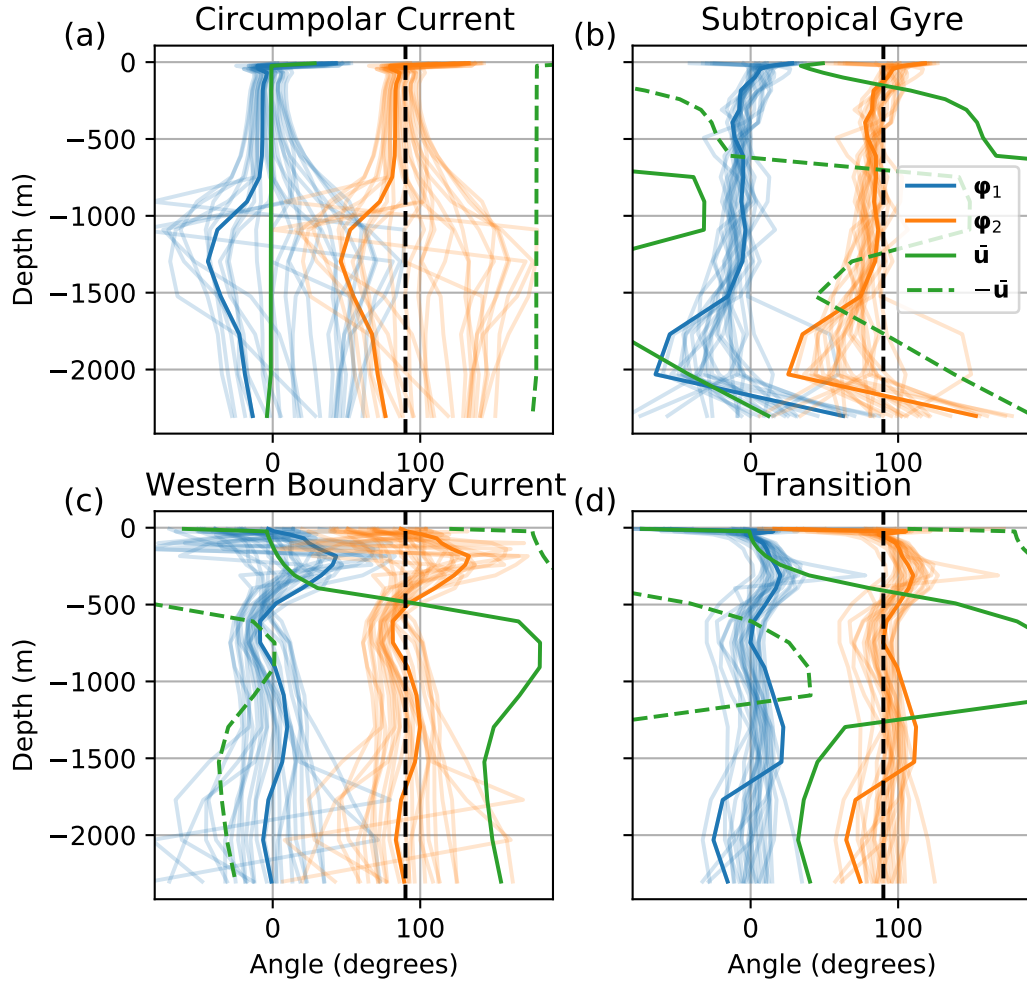 Circumpolar Current
Subtropical Gyre
(a)
(b)
0
−500
−1000
−1500
−2000
Depth (m)
0
100
0
100
φ₁
φ₂
ū
−ū
Western Boundary Current
Transition
(c)
(d)
0
−500
−1000
−1500
−2000
Depth (m)
0
100
0
100
Angle (degrees)
Angle (degrees)